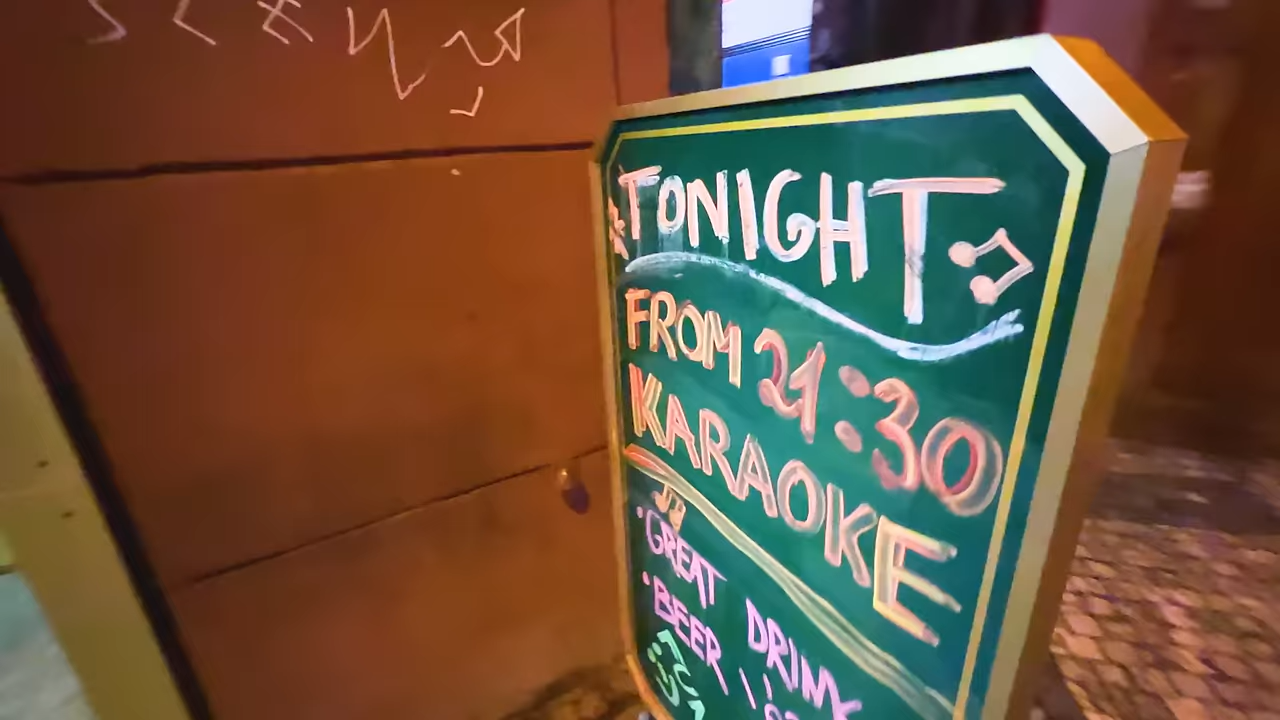 TONIGHT
FROM 21:30
KARAOKE
GREAT DRINK
BEER